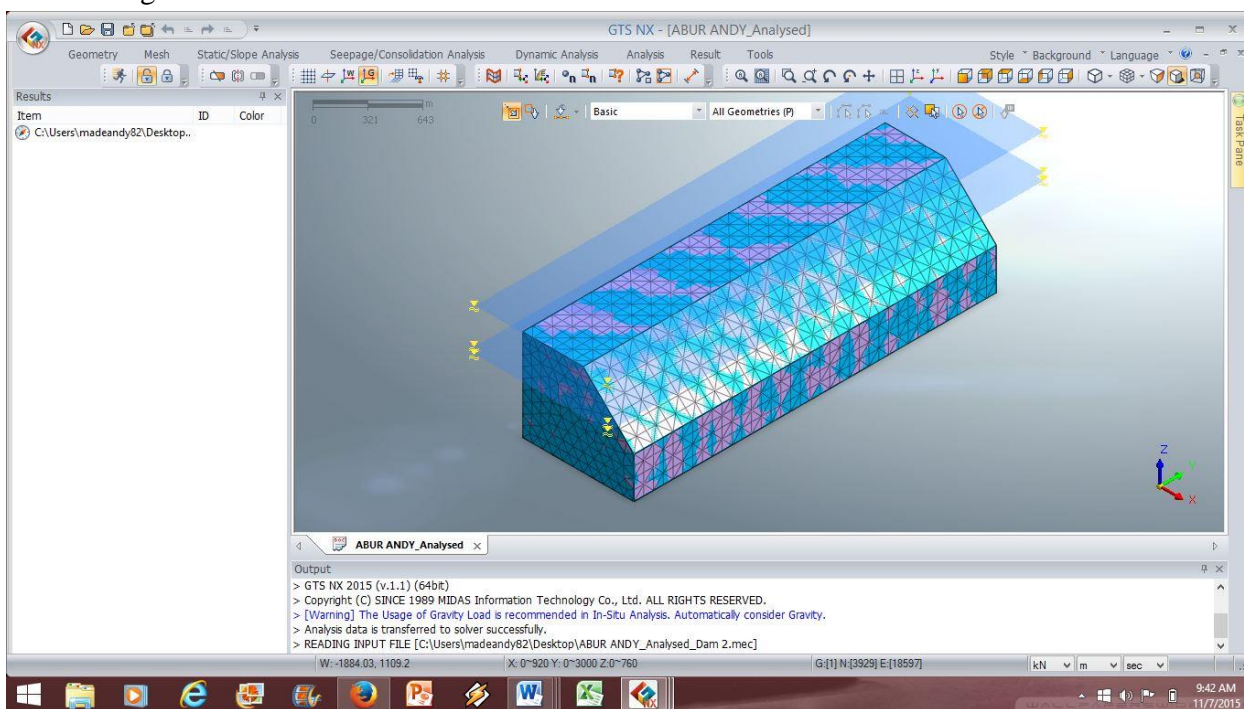 GTS NX - [ABUR ANDY_Analysed]
Geometry Mesh Static/Slope Analysis Seepage/Consolidation Analysis Dynamic Analysis Analysis Result Tools Style Background Language
Results
Item ID Color
C:\Users\madeandy82\Desktop..
m
0 321 643
Basic
All Geometries (P)
Task Pane
Z
Y
X
ABUR ANDY_Analysed
Output
> GTS NX 2015 (v.1.1) (64bit)
> Copyright (C) SINCE 1989 MIDAS Information Technology Co., Ltd. ALL RIGHTS RESERVED.
> [Warning] The Usage of Gravity Load is recommended in In-Situ Analysis. Automatically consider Gravity.
> Analysis data is transferred to solver successfully.
> READING INPUT FILE [C:\Users\madeandy82\Desktop\ABUR ANDY_Analysed_Dam 2.mec]
W: -1884.03, 1109.2 X: 0~920 Y: 0~3000 Z:0~760 G:[1] N:[3929] E:[18597] kN m sec
9:42 AM
11/7/2015